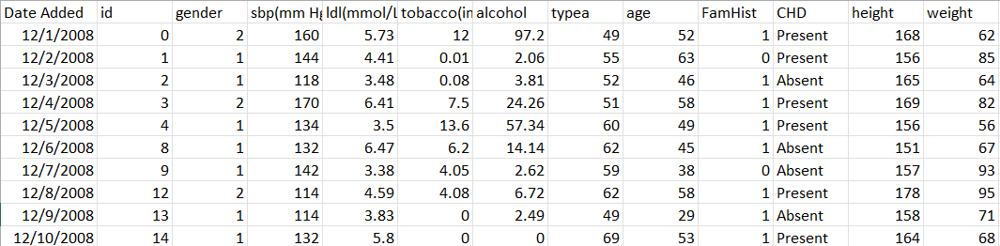 Date Added id gender sbp(mm Hg ldl(mmol/L tobacco(in alcohol typea age FamHist CHD height weight
12/1/2008 0 2 160 5.73 12 97.2 49 52 1 Present 168 62
12/2/2008 1 1 144 4.41 0.01 2.06 55 63 0 Present 156 85
12/3/2008 2 1 118 3.48 0.08 3.81 52 46 1 Absent 165 64
12/4/2008 3 2 170 6.41 7.5 24.26 51 58 1 Present 169 82
12/5/2008 4 1 134 3.5 13.6 57.34 60 49 1 Present 156 56
12/6/2008 8 1 132 6.47 6.2 14.14 62 45 1 Absent 151 67
12/7/2008 9 1 142 3.38 4.05 2.62 59 38 0 Absent 157 93
12/8/2008 12 2 114 4.59 4.08 6.72 62 58 1 Present 178 95
12/9/2008 13 1 114 3.83 0 2.49 49 29 1 Absent 158 71
12/10/2008 14 1 132 5.8 0 0 69 53 1 Present 164 68